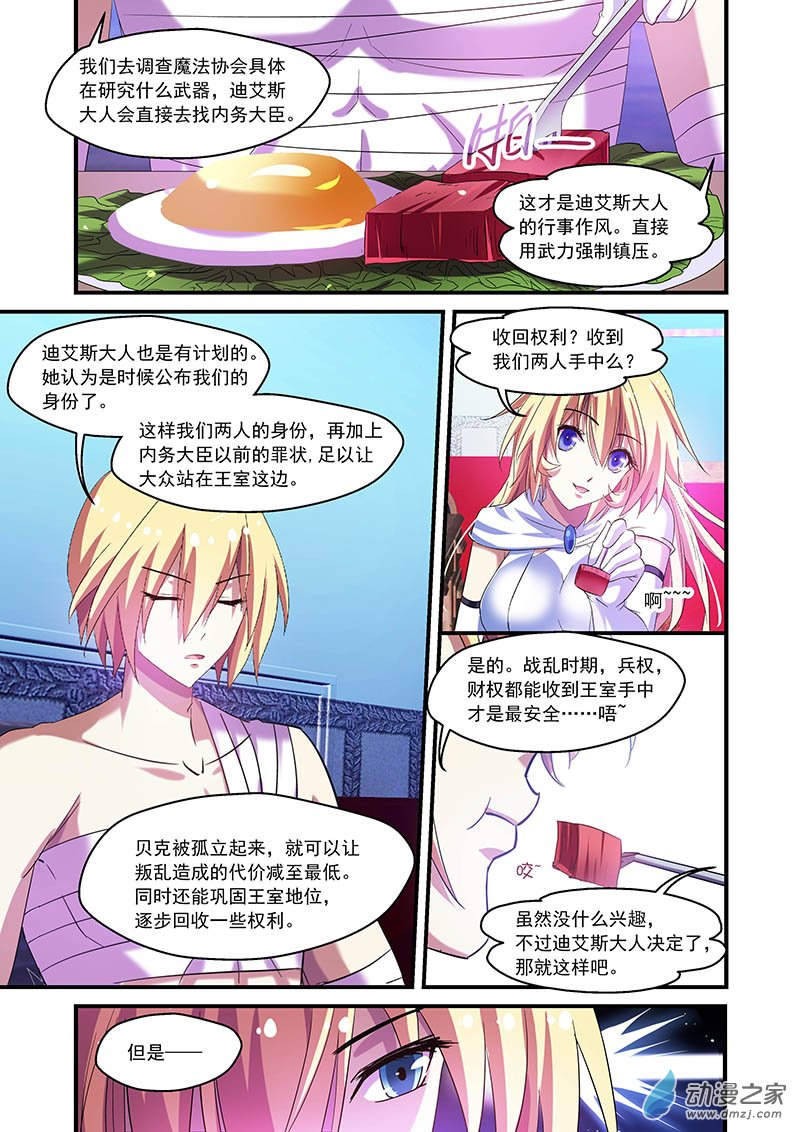 我们去调查魔法协会具体
在研究什么武器，迪艾斯
大人会直接去找内务大臣。
啪—
这才是迪艾斯大人
的行事作风。直接
用武力强制镇压。
迪艾斯大人也是有计划的。
她认为是时候公布我们的
身份了。
这样我们两人的身份，再加上
内务大臣以前的罪状，足以让
大众站在王室这边。
贝克被孤立起来，就可以让
叛乱造成的代价减至最低。
同时还能巩固王室地位，
逐步回收一些权利。
收回权利？收到
我们两人手中么？
啊~~~
是的。战乱时期，兵权，
财权都能收到王室手中
才是最安全……唔~
咬~
虽然没什么兴趣，
不过迪艾斯大人决定了，
那就这样吧。
但是——
动漫之家
www.dmzj.com